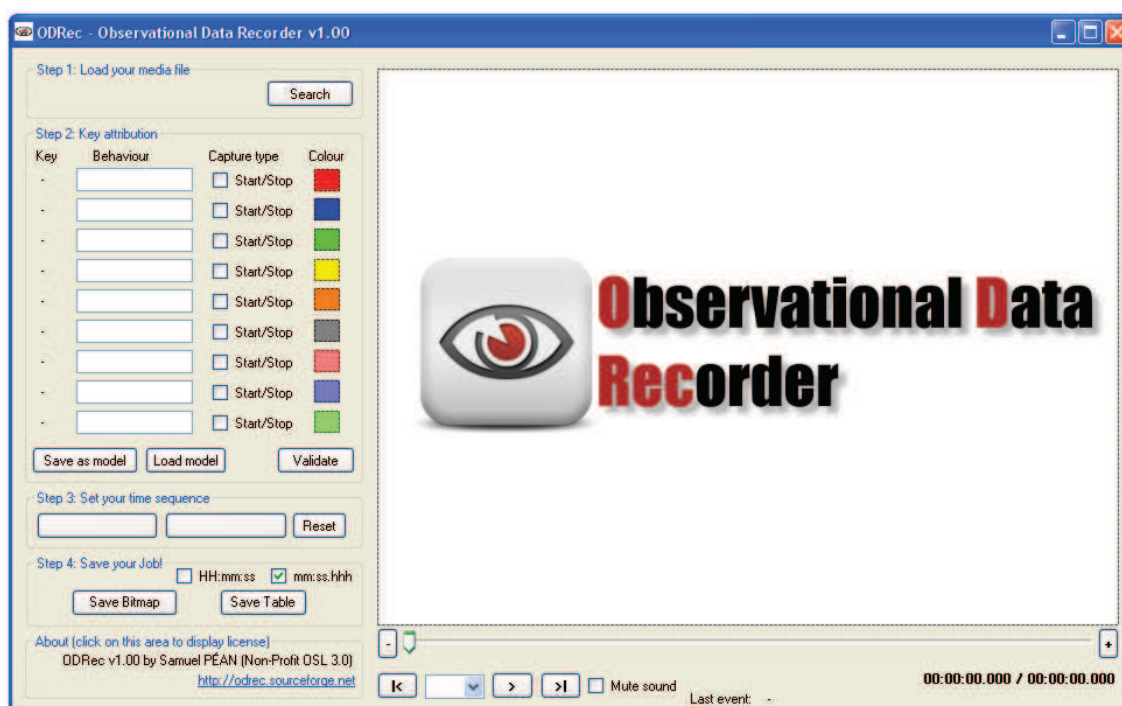 ODRec - Observational Data Recorder v1.00
Step 1: Load your media file
Search
Step 2: Key attribution
Key Behaviour Capture type Colour
- Start/Stop
- Start/Stop
- Start/Stop
- Start/Stop
- Start/Stop
- Start/Stop
- Start/Stop
- Start/Stop
- Start/Stop
Save as model Load model Validate
Step 3: Set your time sequence
Reset
Step 4: Save your Job!
HH:mm:ss mm:ss.hhh
Save Bitmap Save Table
About (click on this area to display license)
ODRec v1.00 by Samuel PÉAN (Non-Profit OSL 3.0)
http://odrec.sourceforge.net
Observational Data
Recorder
- +
|< > >| Mute sound
Last event: -
00:00:00.000 / 00:00:00.000